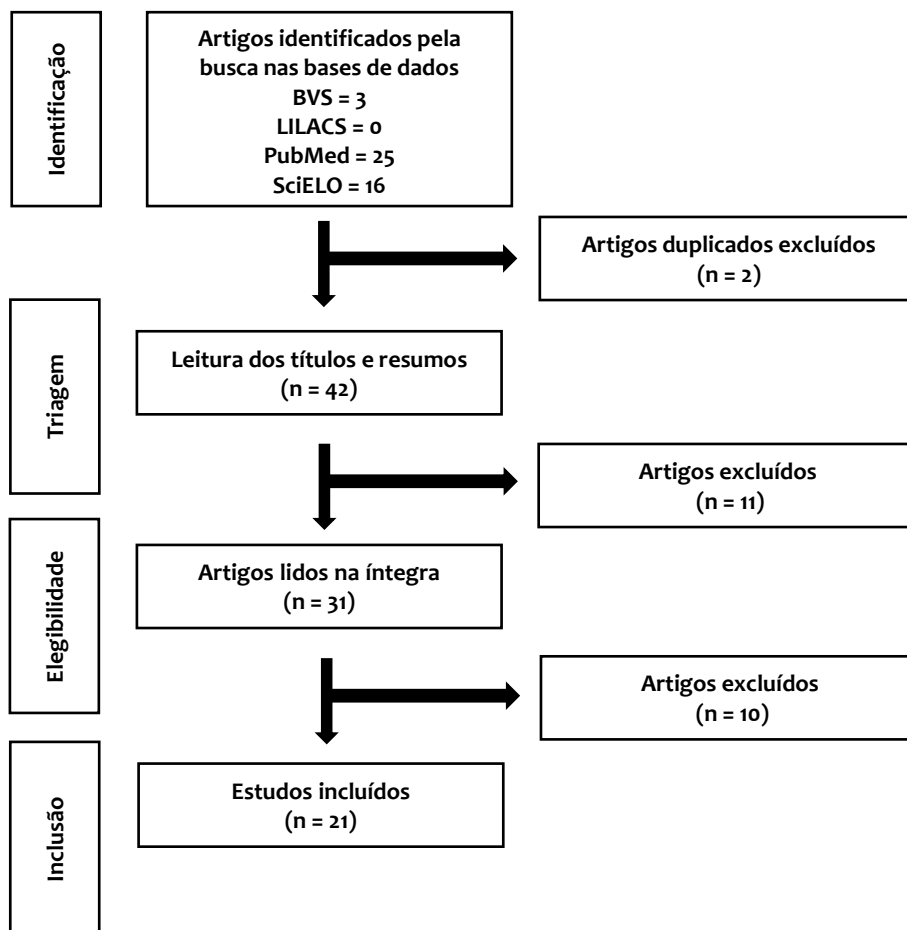 Identificação
Artigos identificados pela
busca nas bases de dados
BVS = 3
LILACS = 0
PubMed = 25
SciELO = 16
Artigos duplicados excluídos
(n = 2)
Triagem
Leitura dos títulos e resumos
(n = 42)
Artigos excluídos
(n = 11)
Elegibilidade
Artigos lidos na íntegra
(n = 31)
Artigos excluídos
(n = 10)
Inclusão
Estudos incluídos
(n = 21)